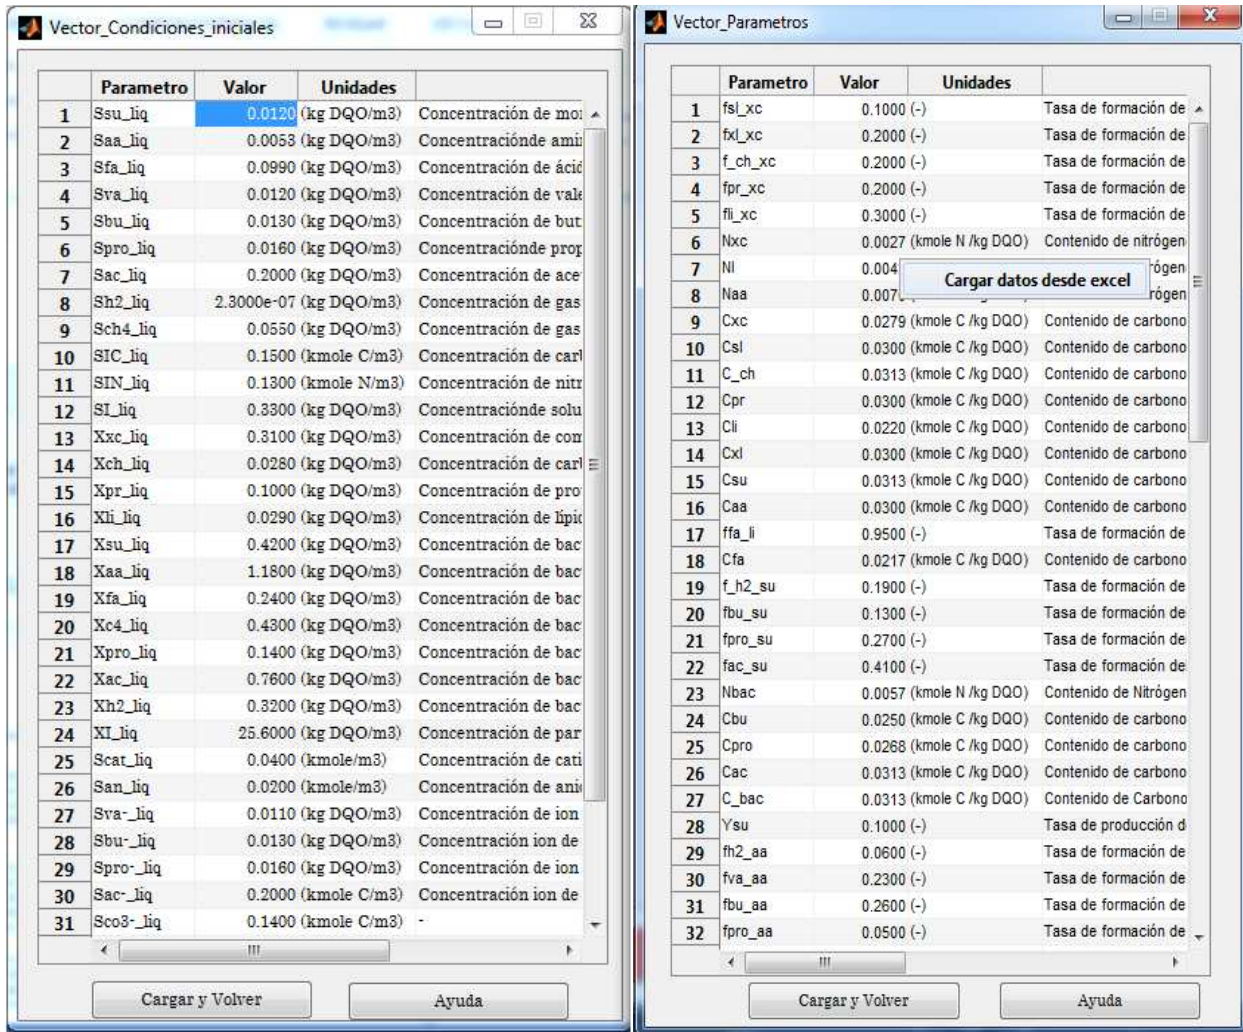 Vector_Condiciones_iniciales
Parametro Valor Unidades
1 Ssu_liq 0.0120 (kg DQO/m3) Concentración de
2 Saa_liq 0.0053 (kg DQO/m3) Concentraciónde
3 Sfa_liq 0.0990 (kg DQO/m3) Concentración de
4 Sva_liq 0.0120 (kg DQO/m3) Concentración de
5 Sbu_liq 0.0130 (kg DQO/m3) Concentración de
6 Spro_liq 0.0160 (kg DQO/m3) Concentraciónde prop
7 Sac_liq 0.2000 (kg DQO/m3) Concentración de
8 Sh2_liq 2.3000e-07 (kg DQO/m3) Concentración de gas
9 Sch4_liq 0.0550 (kg DQO/m3) Concentración de gas
10 SIC_liq 0.1500 (kmole C/m3) Concentración de
11 SIN_liq 0.1300 (kmole N/m3) Concentración de nitr
12 SI_liq 0.3300 (kg DQO/m3) Concentraciónde solu
13 Xxc_liq 0.3100 (kg DQO/m3) Concentración de com
14 Xch_liq 0.0280 (kg DQO/m3) Concentración de
15 Xpr_liq 0.1000 (kg DQO/m3) Concentración de
16 Xli_liq 0.0290 (kg DQO/m3) Concentración de
17 Xsu_liq 0.4200 (kg DQO/m3) Concentración de bac
18 Xaa_liq 1.1800 (kg DQO/m3) Concentración de bac
19 Xfa_liq 0.2400 (kg DQO/m3) Concentración de bac
20 Xc4_liq 0.4300 (kg DQO/m3) Concentración de bac
21 Xpro_liq 0.1400 (kg DQO/m3) Concentración de bac
22 Xac_liq 0.7600 (kg DQO/m3) Concentración de bac
23 Xh2_liq 0.3200 (kg DQO/m3) Concentración de bac
24 XI_liq 25.6000 (kg DQO/m3) Concentración de par
25 Scat_liq 0.0400 (kmole/m3) Concentración de cati
26 San_liq 0.0200 (kmole/m3) Concentración de
27 Sva-_liq 0.0110 (kg DQO/m3) Concentración de ion
28 Sbu-_liq 0.0130 (kg DQO/m3) Concentración ion de
29 Spro-_liq 0.0160 (kg DQO/m3) Concentración de ion
30 Sac-_liq 0.2000 (kmole C/m3) Concentración ion de
31 Sco3-_liq 0.1400 (kmole C/m3) -
Cargar y Volver Ayuda
Vector_Parametros
Parametro Valor Unidades
1 fsl_xc 0.1000 (-) Tasa de formación de
2 fxl_xc 0.2000 (-) Tasa de formación de
3 f_ch_xc 0.2000 (-) Tasa de formación de
4 fpr_xc 0.2000 (-) Tasa de formación de
5 fli_xc 0.3000 (-) Tasa de formación de
6 Nxc 0.0027 (kmole N /kg DQO) Contenido de nitrógen
7 NI 0.004 rógen
Cargar datos desde excel
8 Naa 0.007 rógen
9 Cxc 0.0279 (kmole C /kg DQO) Contenido de carbono
10 Csl 0.0300 (kmole C /kg DQO) Contenido de carbono
11 C_ch 0.0313 (kmole C /kg DQO) Contenido de carbono
12 Cpr 0.0300 (kmole C /kg DQO) Contenido de carbono
13 Cli 0.0220 (kmole C /kg DQO) Contenido de carbono
14 Cxl 0.0300 (kmole C /kg DQO) Contenido de carbono
15 Csu 0.0313 (kmole C /kg DQO) Contenido de carbono
16 Caa 0.0300 (kmole C /kg DQO) Contenido de carbono
17 ffa_li 0.9500 (-) Tasa de formación de
18 Cfa 0.0217 (kmole C /kg DQO) Contenido de carbono
19 f_h2_su 0.1900 (-) Tasa de formación de
20 fbu_su 0.1300 (-) Tasa de formación de
21 fpro_su 0.2700 (-) Tasa de formación de
22 fac_su 0.4100 (-) Tasa de formación de
23 Nbac 0.0057 (kmole N /kg DQO) Contenido de Nitrógen
24 Cbu 0.0250 (kmole C /kg DQO) Contenido de carbono
25 Cpro 0.0268 (kmole C /kg DQO) Contenido de carbono
26 Cac 0.0313 (kmole C /kg DQO) Contenido de carbono
27 C_bac 0.0313 (kmole C /kg DQO) Contenido de Carbono
28 Ysu 0.1000 (-) Tasa de producción d
29 fh2_aa 0.0600 (-) Tasa de formación de
30 fva_aa 0.2300 (-) Tasa de formación de
31 fbu_aa 0.2600 (-) Tasa de formación de
32 fpro_aa 0.0500 (-) Tasa de formación de
Cargar y Volver Ayuda